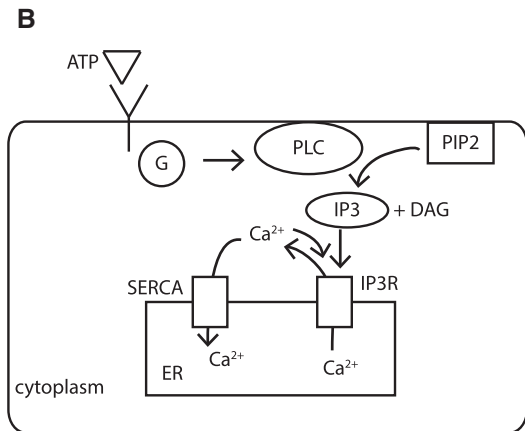 B
ATP
G
PLC
PIP2
IP3
+ DAG
Ca²⁺
SERCA
IP3R
Ca²⁺
Ca²⁺
ER
cytoplasm